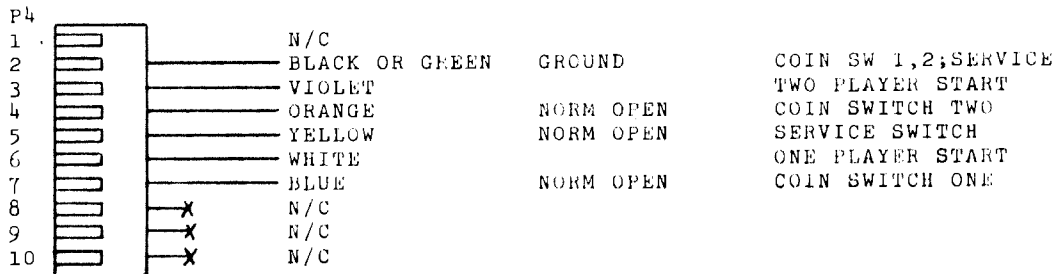 P4
1 N/C
2 BLACK OR GREEN GROUND COIN SW 1,2;SERVICE
3 VIOLET TWO PLAYER START
4 ORANGE NORM OPEN COIN SWITCH TWO
5 YELLOW NORM OPEN SERVICE SWITCH
6 WHITE ONE PLAYER START
7 BLUE NORM OPEN COIN SWITCH ONE
8 N/C
9 N/C
10 N/C